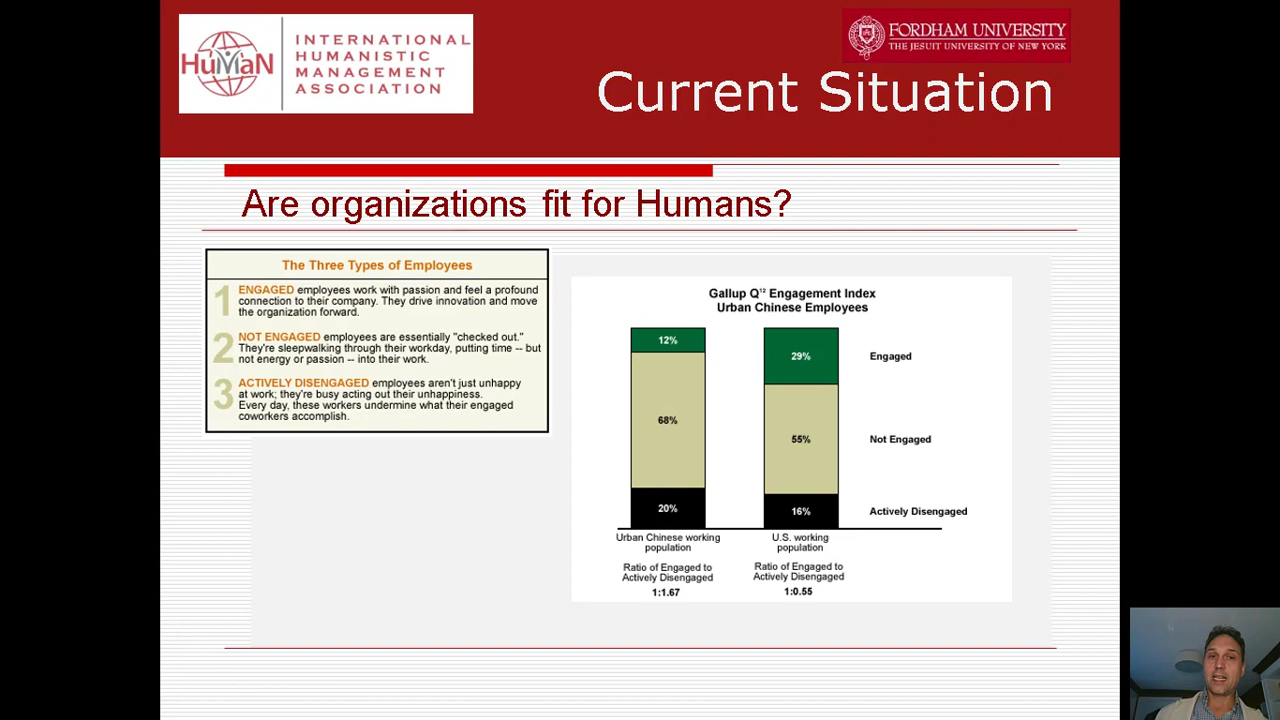 HuMaN
INTERNATIONAL
HUMANISTIC
MANAGEMENT
ASSOCIATION
FORDHAM UNIVERSITY
THE JESUIT UNIVERSITY OF NEW YORK
Current Situation
Are organizations fit for Humans?
The Three Types of Employees
1 ENGAGED employees work with passion and feel a profound
connection to their company. They drive innovation and move
the organization forward.
2 NOT ENGAGED employees are essentially "checked out."
They're sleepwalking through their workday, putting time -- but
not energy or passion -- into their work.
3 ACTIVELY DISENGAGED employees aren't just unhappy
at work; they're busy acting out their unhappiness.
Every day, these workers undermine what their engaged
coworkers accomplish.
Gallup Q12 Engagement Index
Urban Chinese Employees
12%
29%
Engaged
68%
55%
Not Engaged
20%
16%
Actively Disengaged
Urban Chinese working
population
U.S. working
population
Ratio of Engaged to
Actively Disengaged
1:1.67
Ratio of Engaged to
Actively Disengaged
1:0.55